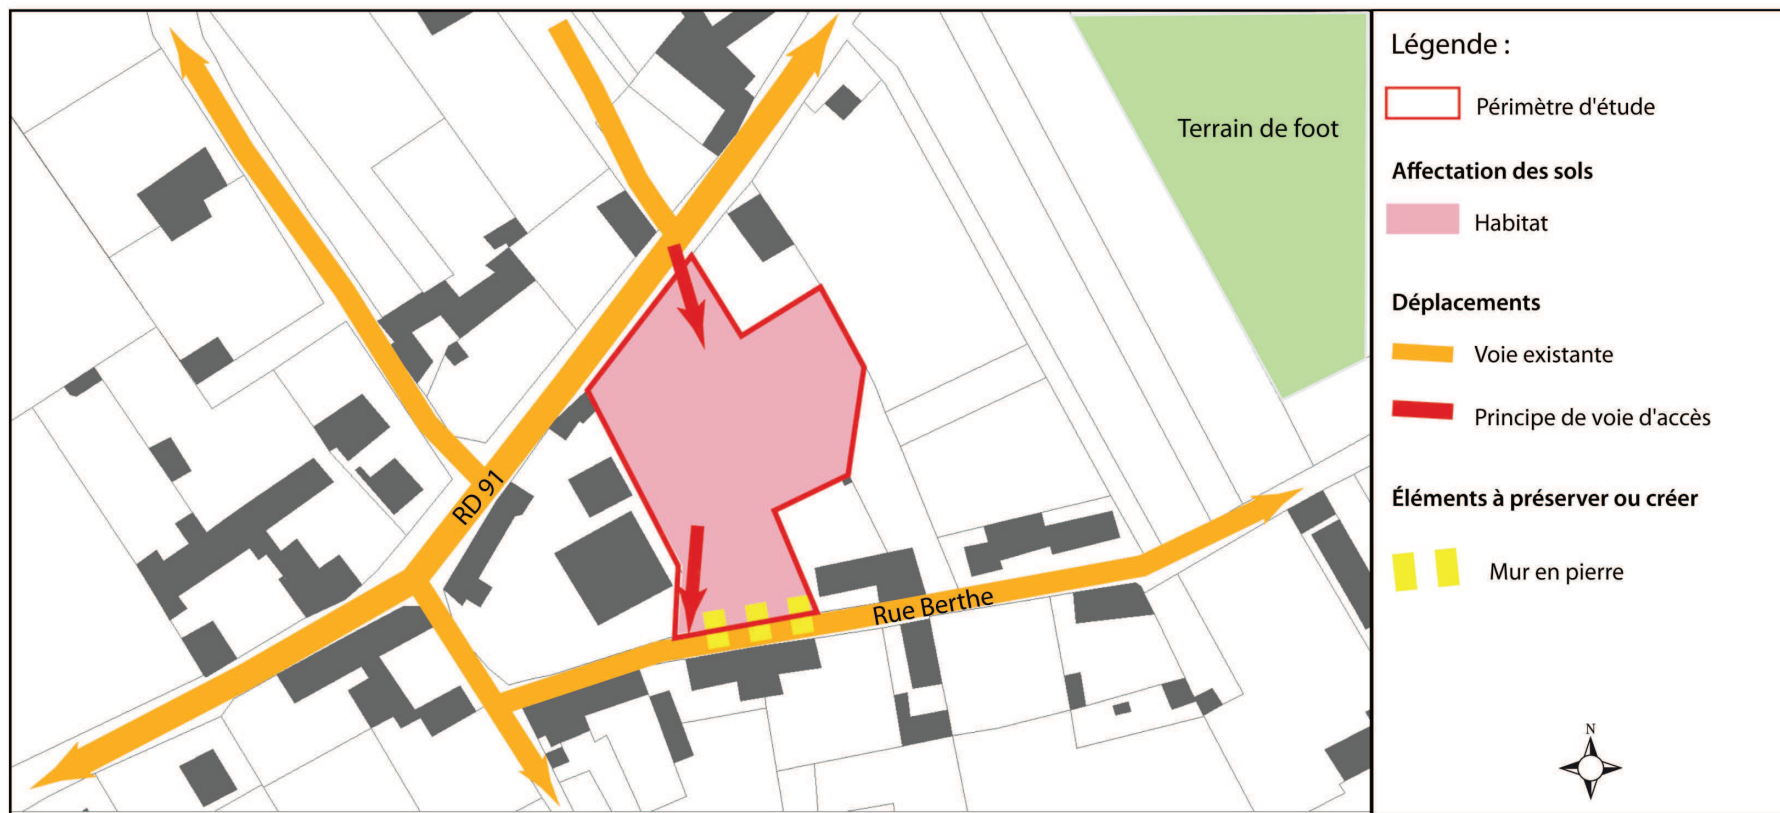 Terrain de foot
RD 91
Rue Berthe
Légende :
Périmètre d'étude
Affectation des sols
Habitat
Déplacements
Voie existante
Principe de voie d'accès
Éléments à préserver ou créer
Mur en pierre
N